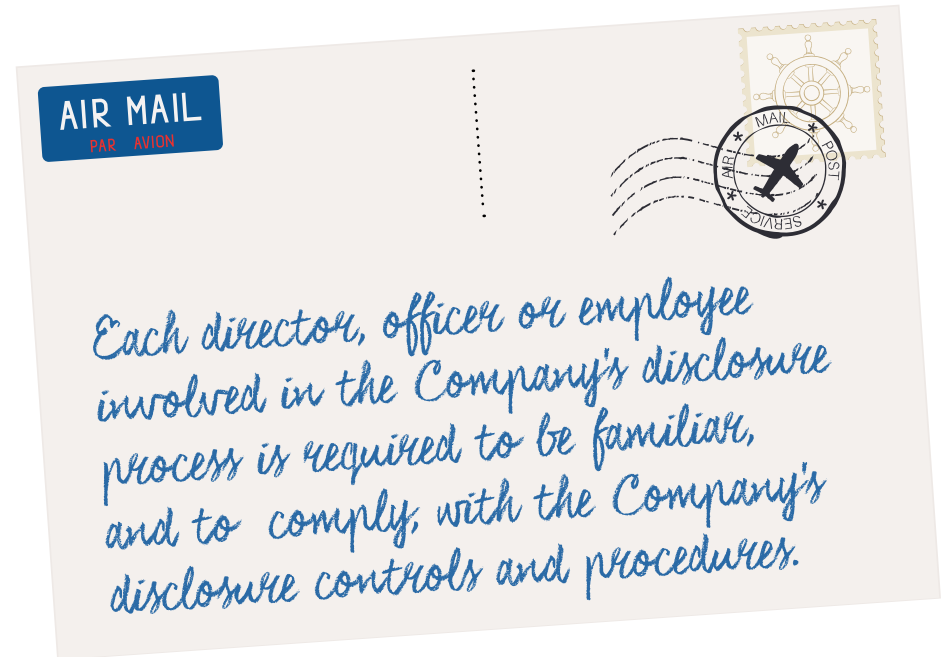 AIR MAIL
PAR AVION
AIR MAIL POST SERVICE
Each director, officer or employee
involved in the Company's disclosure
process is required to be familiar,
and to comply, with the Company's
disclosure controls and procedures.